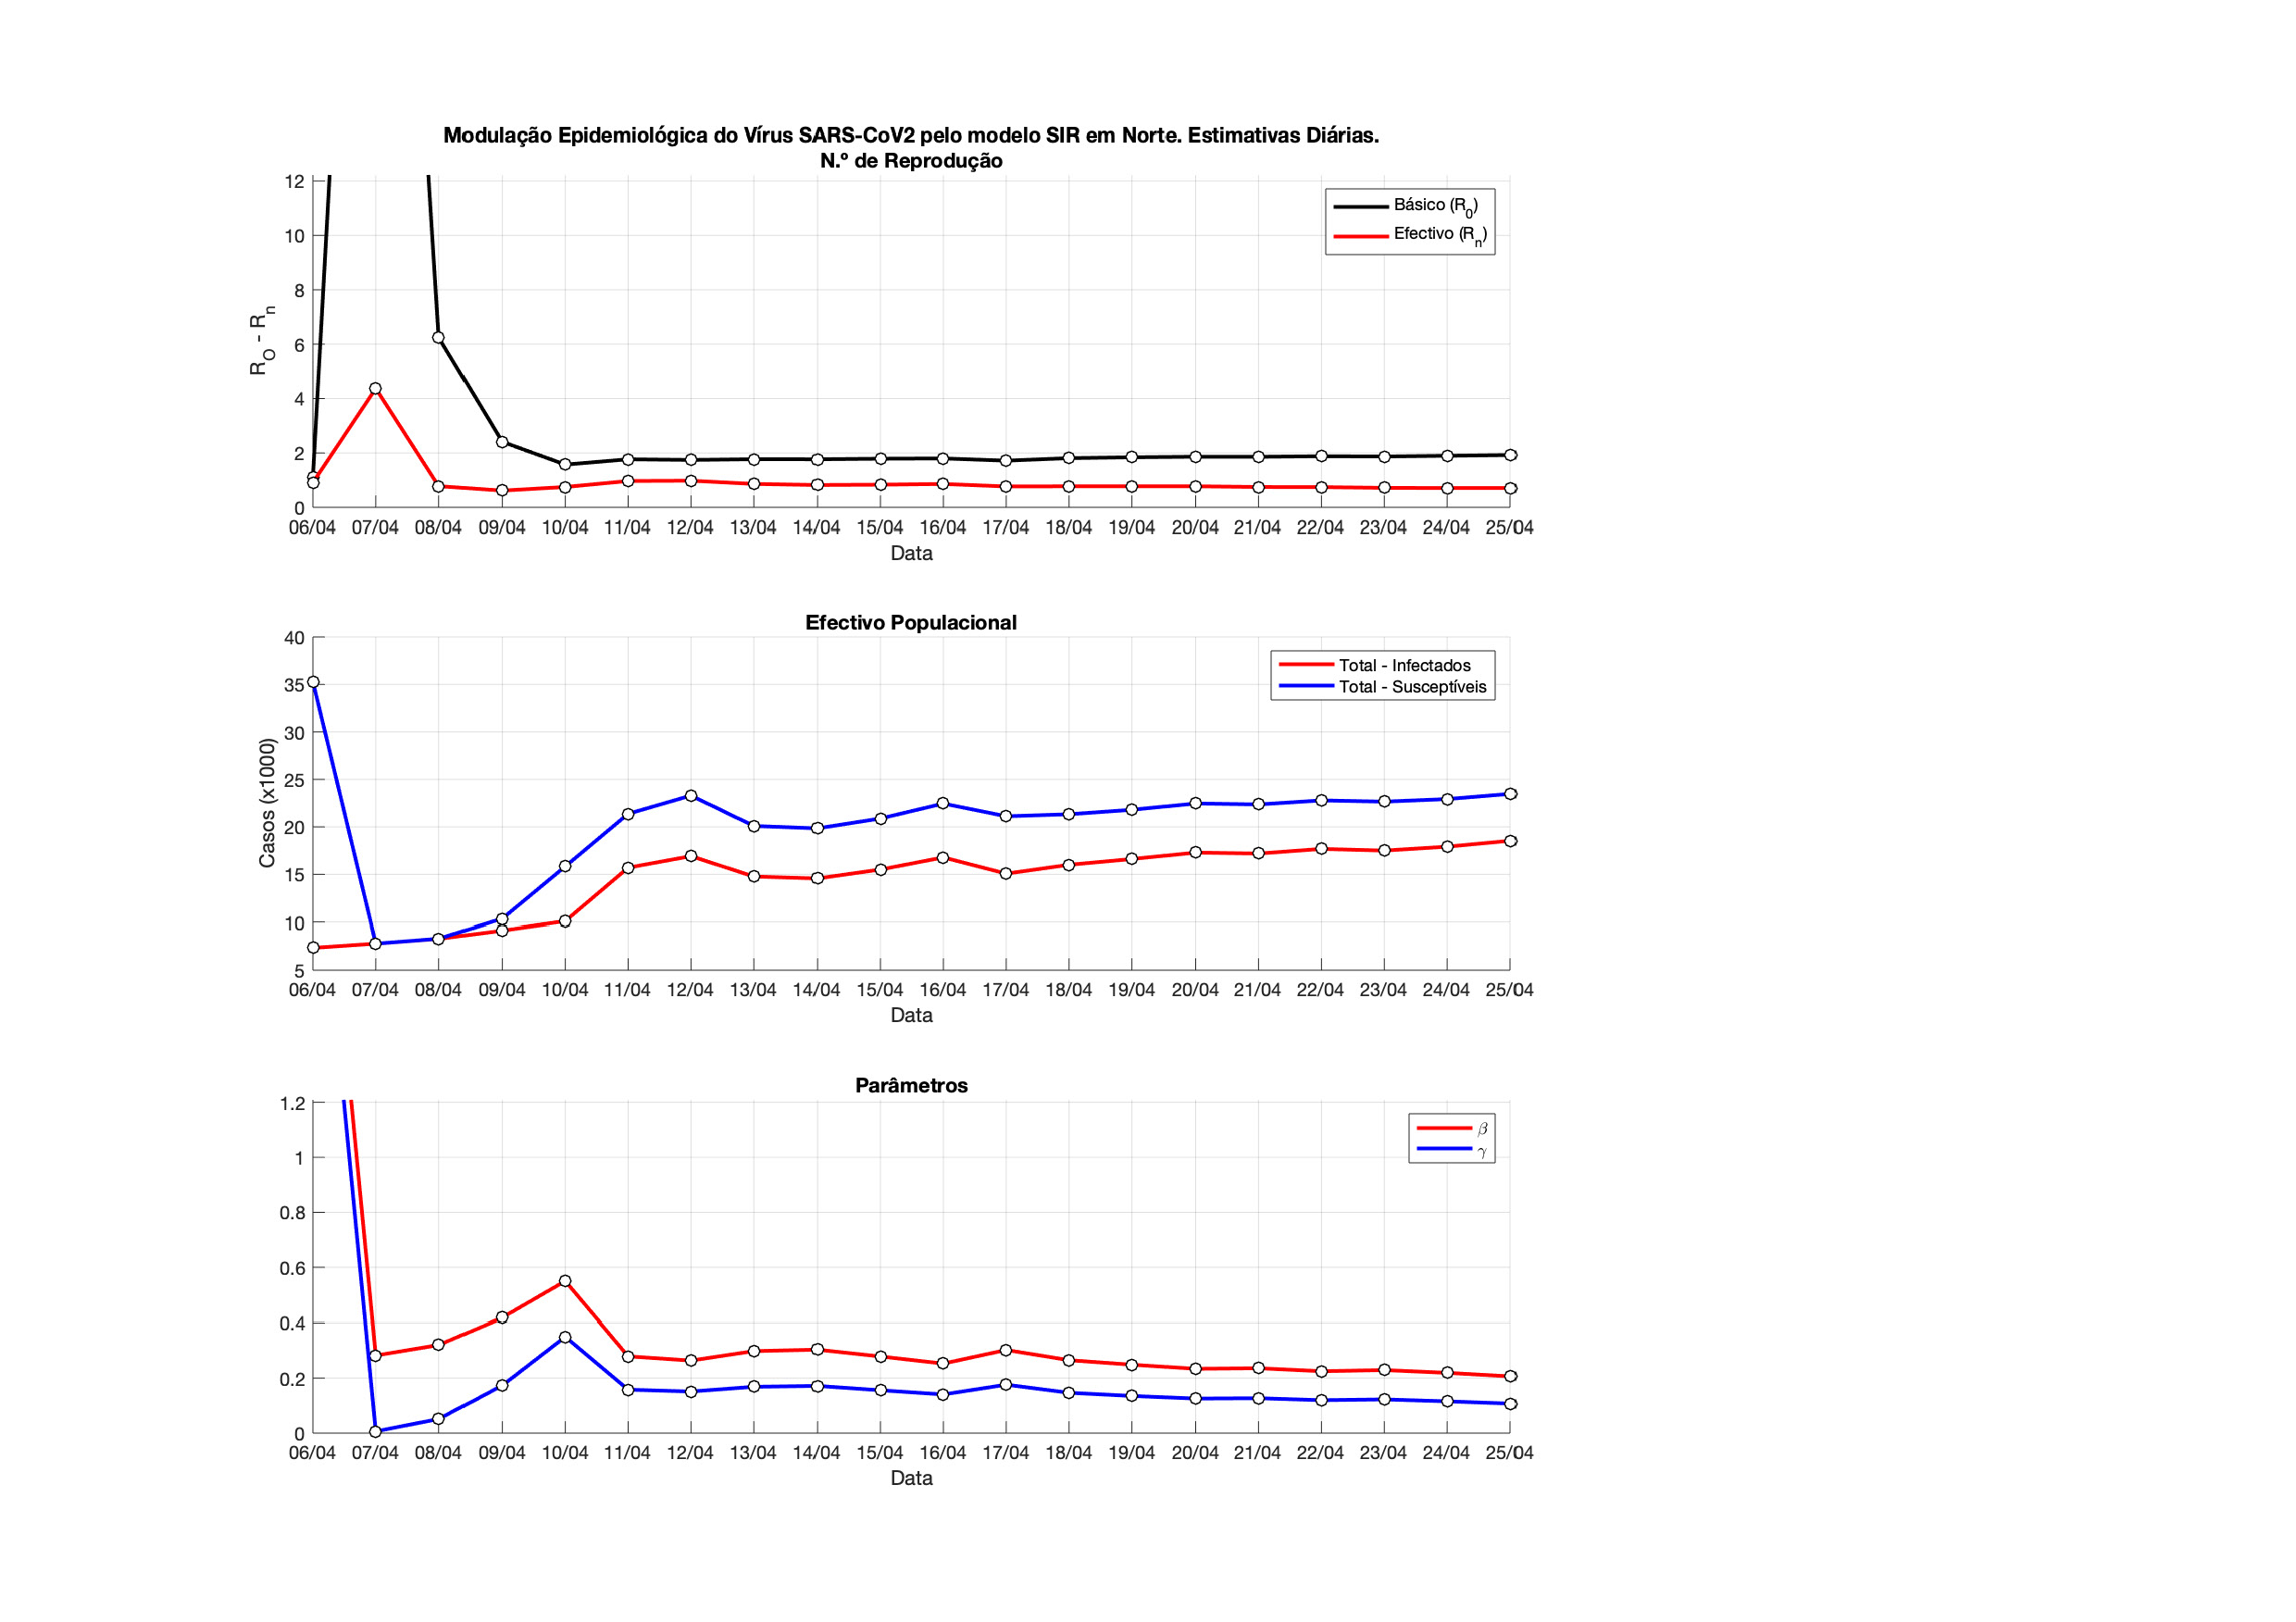 Modulação Epidemiológica do Vírus SARS-CoV2 pelo modelo SIR em Norte. Estimativas Diárias.
N.º de Reprodução
12
10
8
6
4
2
0
R_O - R_n
Básico (R_0)
Efectivo (R_n)
06/04 07/04 08/04 09/04 10/04 11/04 12/04 13/04 14/04 15/04 16/04 17/04 18/04 19/04 20/04 21/04 22/04 23/04 24/04 25/04
Data
Efectivo Populacional
40
35
30
25
20
15
10
5
Casos (x1000)
Total - Infectados
Total - Susceptíveis
06/04 07/04 08/04 09/04 10/04 11/04 12/04 13/04 14/04 15/04 16/04 17/04 18/04 19/04 20/04 21/04 22/04 23/04 24/04 25/04
Data
Parâmetros
1.2
1
0.8
0.6
0.4
0.2
0
β
γ
06/04 07/04 08/04 09/04 10/04 11/04 12/04 13/04 14/04 15/04 16/04 17/04 18/04 19/04 20/04 21/04 22/04 23/04 24/04 25/04
Data